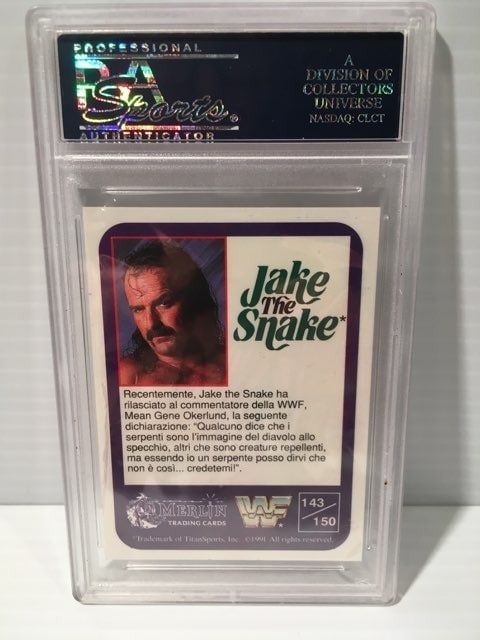 PROFESSIONAL
PSA
Sports®
AUTHENTICATOR
A
DIVISION OF
COLLECTORS
UNIVERSE
NASDAQ: CLCT
Jake
The
Snake*
Recentemente, Jake the Snake ha
rilasciato al commentatore della WWF,
Mean Gene Okerlund, la seguente
dichiarazione: “Qualcuno dice che i
serpenti sono l'immagine del diavolo allo
specchio, altri che sono creature repellenti,
ma essendo io un serpente posso dirvi che
non è così... credetemi!”.
MERLIN
TRADING CARDS
WF
143
150
*Trademark of TitanSports, Inc. ©1991 All rights reserved.